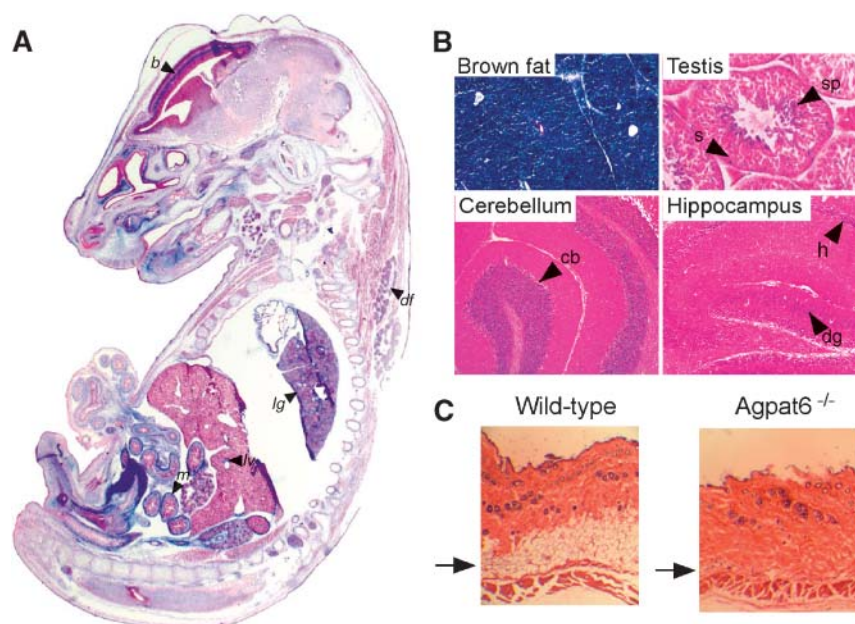 A
b
df
lg
lv
m
B
Brown fat
Testis
sp
s
Cerebellum
cb
Hippocampus
h
dg
C
Wild-type
Agpat6 -/-